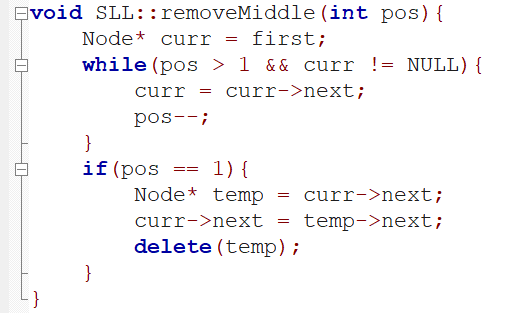 void SLL::removeMiddle(int pos){
    Node* curr = first;
    while(pos > 1 && curr != NULL){
        curr = curr->next;
        pos--;
    }
    if(pos == 1){
        Node* temp = curr->next;
        curr->next = temp->next;
        delete(temp);
    }
}